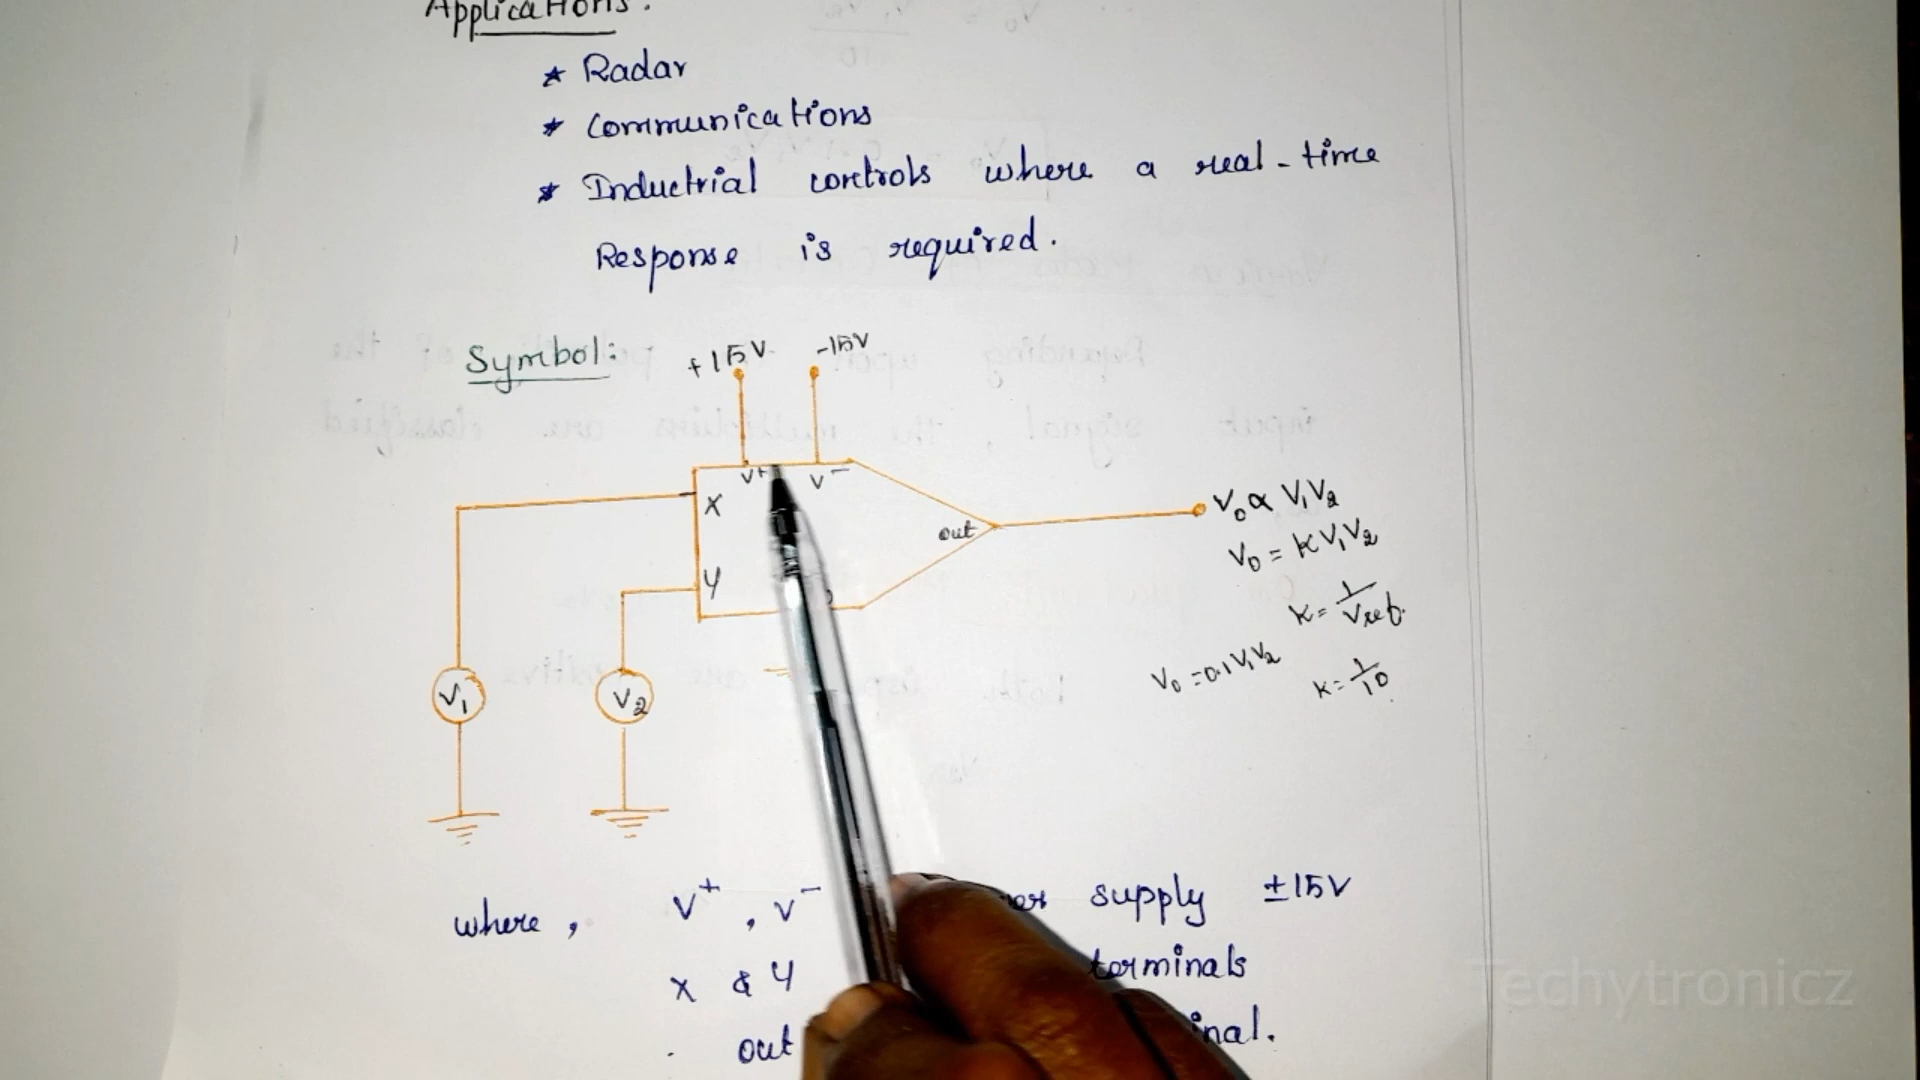 Applications:
* Radar
* Communications
* Inductrial controls where a real-time
Response is required.
Symbol:
+15V -15V
V+ V-
X
Y
out
V0 ∝ V1V2
V0 = KV1V2
K = 1/Vref.
V0 = 0.1V1V2
K = 1/10
V1
V2
where, V+, V- supply ±15V
X & Y terminals
out
Techytronicz